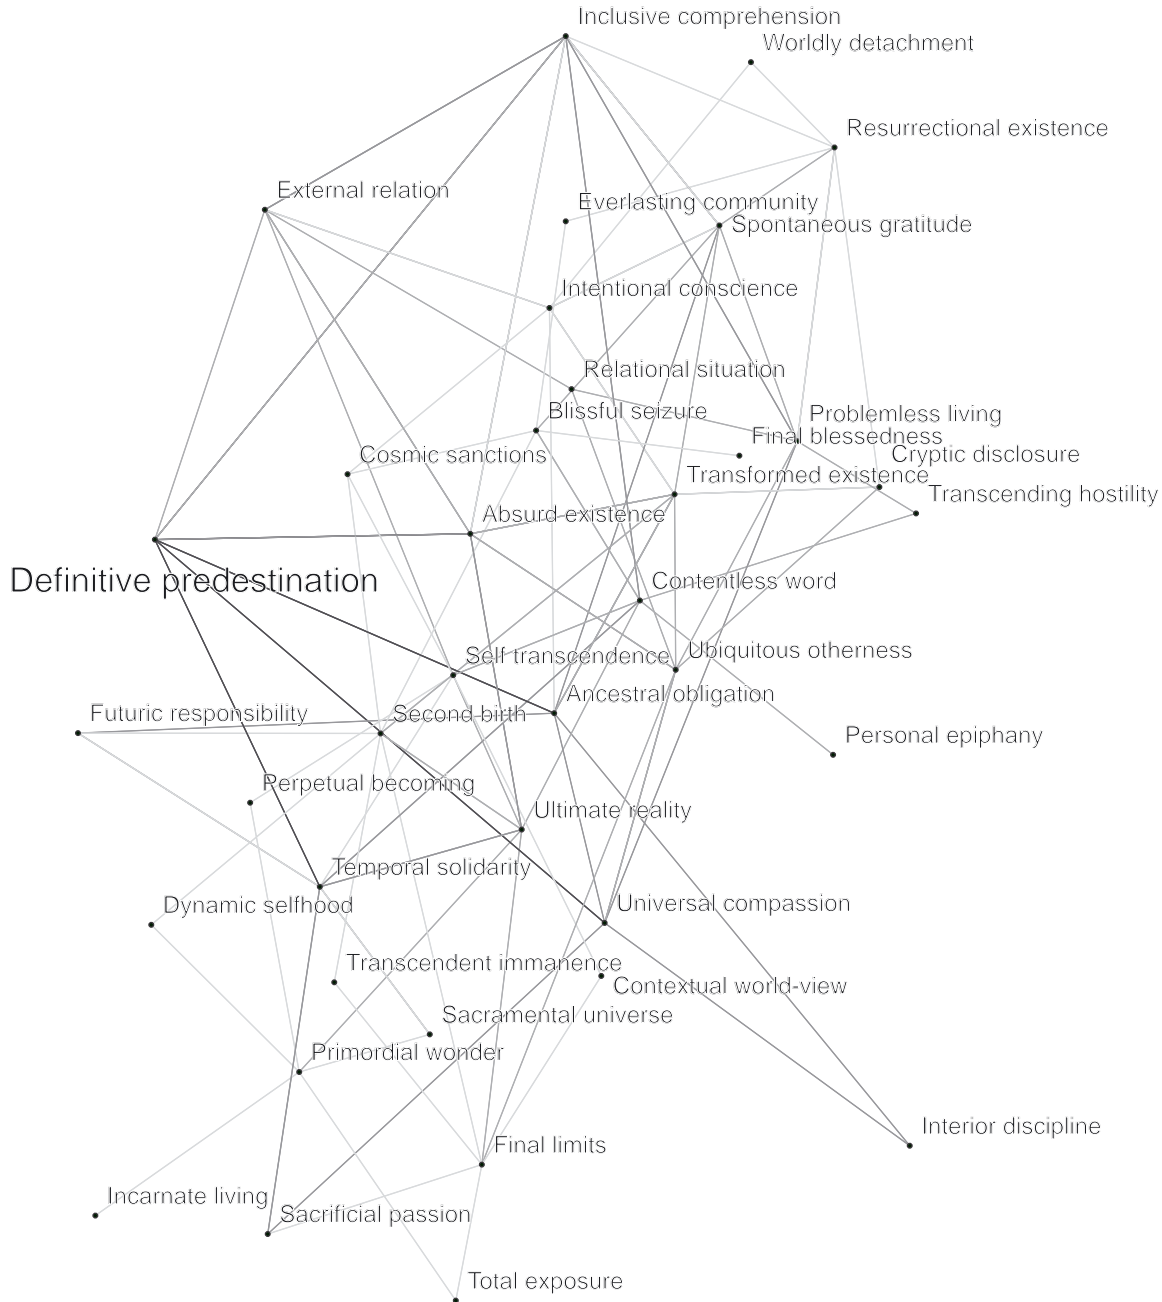 Inclusive comprehension
Worldly detachment
Resurrectional existence
External relation
Everlasting community
Spontaneous gratitude
Intentional conscience
Relational situation
Blissful seizure
Problemless living
Final blessedness
Cosmic sanctions
Cryptic disclosure
Transformed existence
Transcending hostility
Absurd existence
Definitive predestination
Contentless word
Ubiquitous otherness
Self transcendence
Ancestral obligation
Futuric responsibility
Second birth
Personal epiphany
Perpetual becoming
Ultimate reality
Temporal solidarity
Dynamic selfhood
Universal compassion
Transcendent immanence
Contextual world-view
Sacramental universe
Primordial wonder
Interior discipline
Final limits
Incarnate living
Sacrificial passion
Total exposure